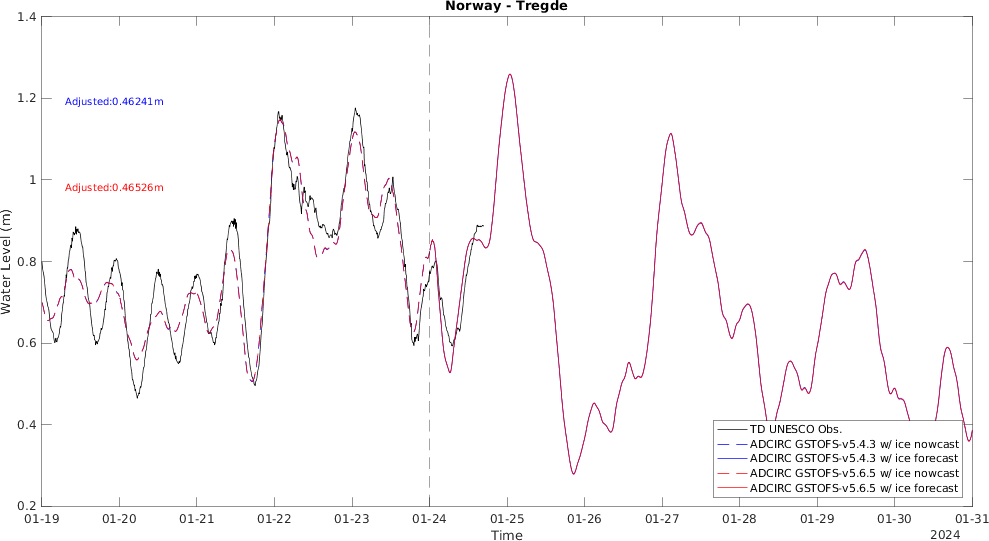 Norway - Tregde
1.4
1.2
1
0.8
0.6
0.4
0.2
Water Level (m)
Adjusted:0.46241m
Adjusted:0.46526m
TD UNESCO Obs.
ADCIRC GSTOFS-v5.4.3 w/ ice nowcast
ADCIRC GSTOFS-v5.4.3 w/ ice forecast
ADCIRC GSTOFS-v5.6.5 w/ ice nowcast
ADCIRC GSTOFS-v5.6.5 w/ ice forecast
01-19 01-20 01-21 01-22 01-23 01-24 01-25 01-26 01-27 01-28 01-29 01-30 01-31
Time
2024